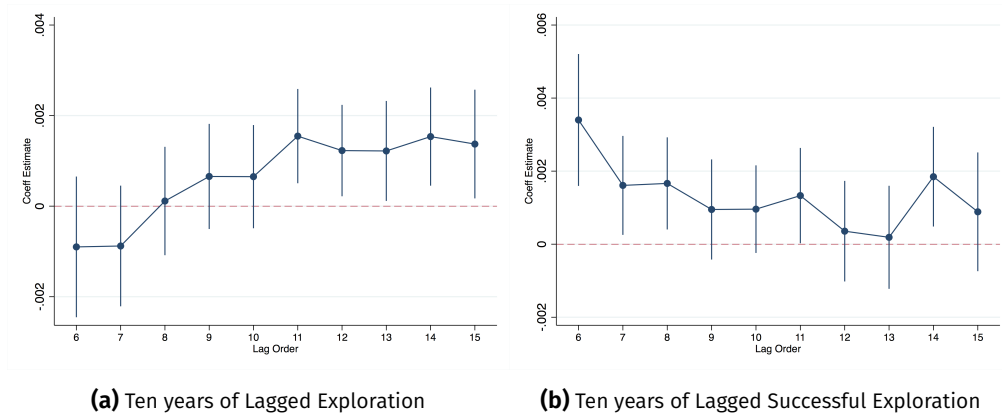 .004
.002
0
-.002
Coeff Estimate
6 7 8 9 10 11 12 13 14 15
Lag Order
(a) Ten years of Lagged Exploration
.006
.004
.002
0
-.002
Coeff Estimate
6 7 8 9 10 11 12 13 14 15
Lag Order
(b) Ten years of Lagged Successful Exploration